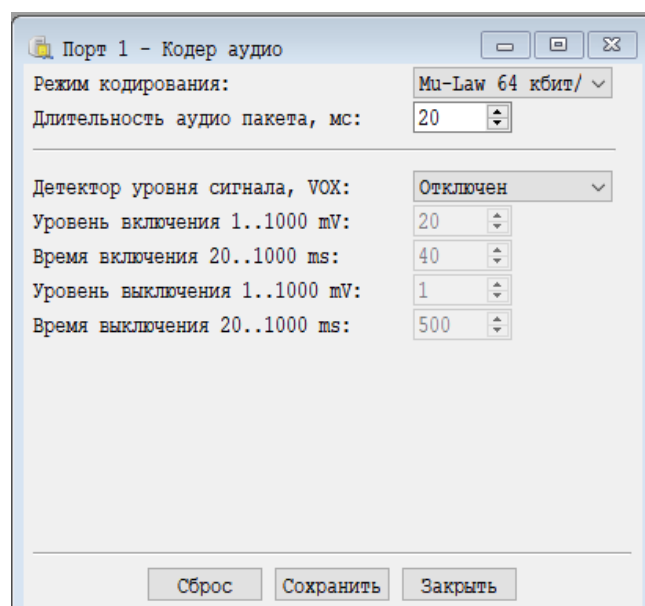 Порт 1 - Кодер аудио
Режим кодирования: Mu-Law 64 кбит/
Длительность аудио пакета, мс: 20
Детектор уровня сигнала, VOX: Отключен
Уровень включения 1..1000 mV: 20
Время включения 20..1000 ms: 40
Уровень выключения 1..1000 mV: 1
Время выключения 20..1000 ms: 500
Сброс Сохранить Закрыть